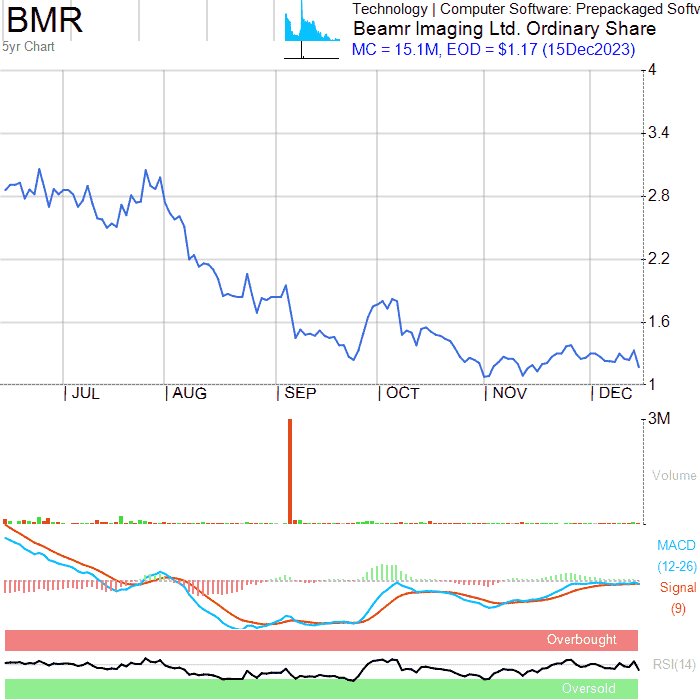 BMR
5yr Chart
Technology | Computer Software: Prepackaged Softw
Beamr Imaging Ltd. Ordinary Share
MC = 15.1M, EOD = $1.17 (15Dec2023)
4
3.4
2.8
2.2
1.6
1
JUL AUG SEP OCT NOV DEC
3M
Volume
MACD
(12-26)
Signal
(9)
Overbought
RSI(14)
Oversold